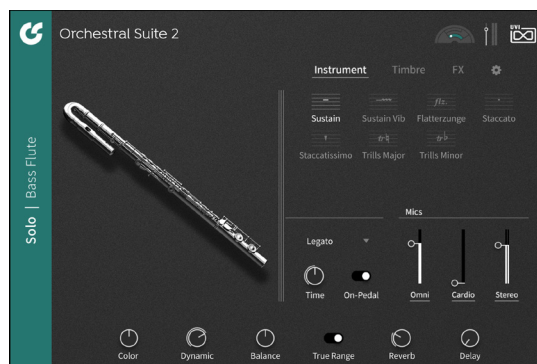 Orchestral Suite 2
UVI
Solo | Bass Flute
Instrument Timbre FX
flz.
Sustain Sustain Vib Flatterzunge Staccato
Staccatissimo Trills Major Trills Minor
Mics
Legato
Time On-Pedal Omni Cardio Stereo
Color Dynamic Balance True Range Reverb Delay